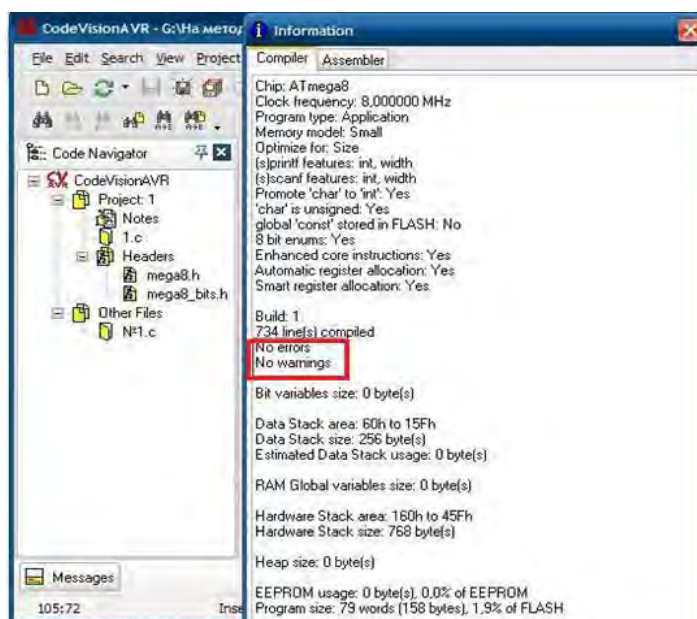 CodeVisionAVR - G:\На метод
File Edit Search View Project
Code Navigator
CodeVisionAVR
Project: 1
Notes
1.c
Headers
mega8.h
mega8_bits.h
Other Files
№1.c
Messages
105:72
Inse
Information
Compiler Assembler
Chip: ATmega8
Clock frequency: 8,000000 MHz
Program type: Application
Memory model: Small
Optimize for: Size
(s)printf features: int, width
(s)scanf features: int, width
Promote 'char' to 'int': Yes
'char' is unsigned: Yes
global 'const' stored in FLASH: No
8 bit enums: Yes
Enhanced core instructions: Yes
Automatic register allocation: Yes
Smart register allocation: Yes
Build: 1
734 line(s) compiled
No errors
No warnings
Bit variables size: 0 byte(s)
Data Stack area: 60h to 15Fh
Data Stack size: 256 byte(s)
Estimated Data Stack usage: 0 byte(s)
RAM Global variables size: 0 byte(s)
Hardware Stack area: 160h to 45Fh
Hardware Stack size: 768 byte(s)
Heap size: 0 byte(s)
EEPROM usage: 0 byte(s), 0,0% of EEPROM
Program size: 79 words (158 bytes), 1,9% of FLASH